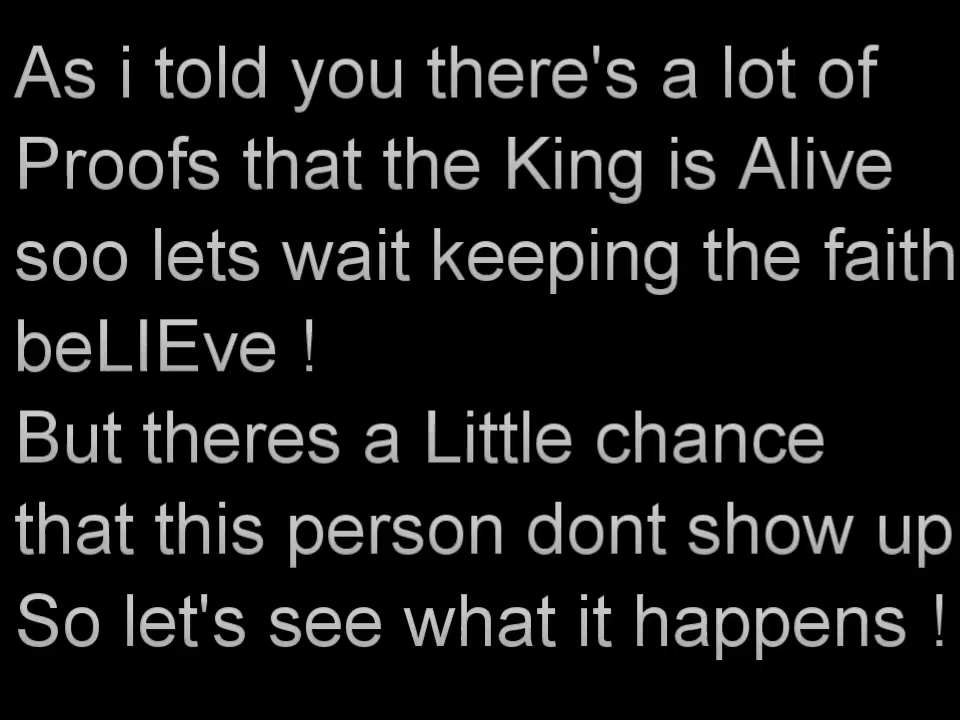 As i told you there's a lot of
Proofs that the King is Alive
soo lets wait keeping the faith
beLIEve !
But theres a Little chance
that this person dont show up
So let's see what it happens !